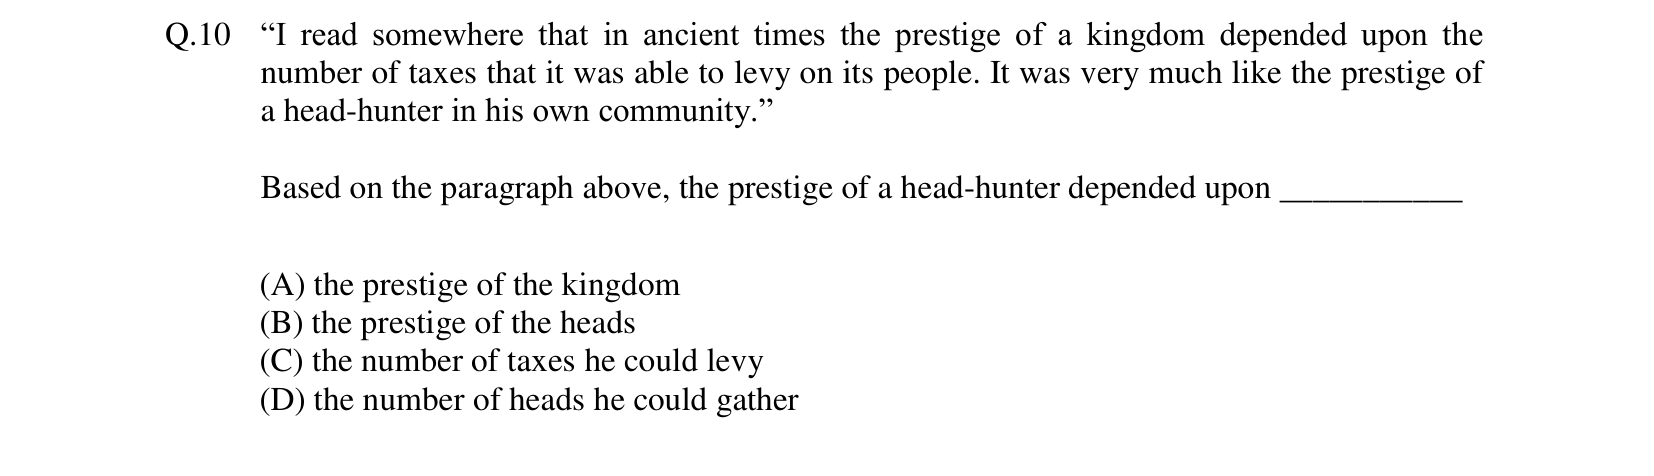 Q.10 “I read somewhere that in ancient times the prestige of a kingdom depended upon the
number of taxes that it was able to levy on its people. It was very much like the prestige of
a head-hunter in his own community.”
Based on the paragraph above, the prestige of a head-hunter depended upon ___________
(A) the prestige of the kingdom
(B) the prestige of the heads
(C) the number of taxes he could levy
(D) the number of heads he could gather